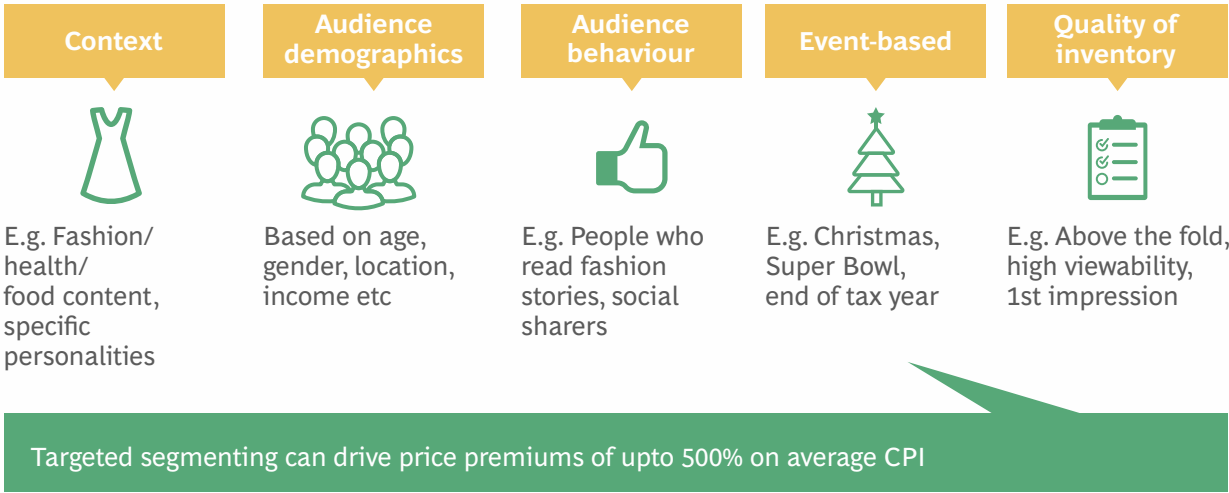 Context
E.g. Fashion/
health/
food content,
specific
personalities
Audience
demographics
Based on age,
gender, location,
income etc
Audience
behaviour
E.g. People who
read fashion
stories, social
sharers
Event-based
E.g. Christmas,
Super Bowl,
end of tax year
Quality of
inventory
E.g. Above the fold,
high viewability,
1st impression
Targeted segmenting can drive price premiums of upto 500% on average CPI